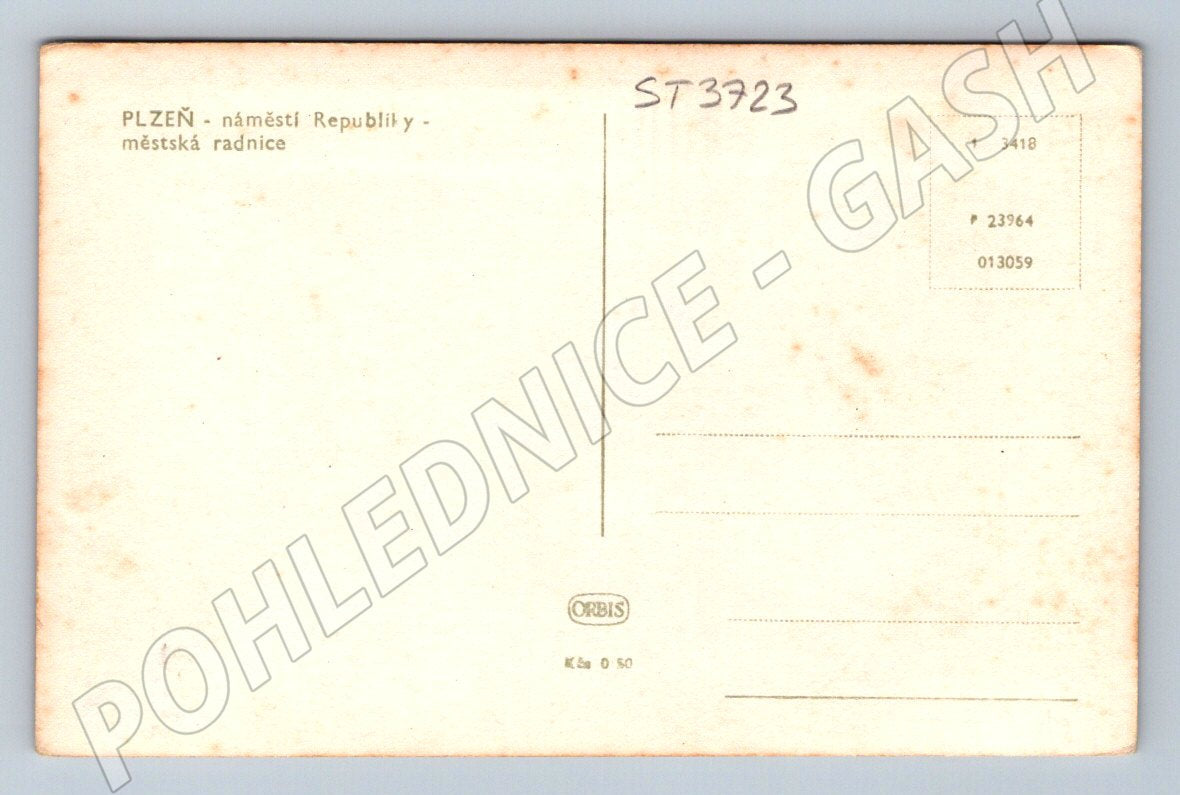 PLZEŇ - náměstí Republiky -
městská radnice
ST3723
3418
P 23964
013059
ORBIS
Kčs 0 50
POHLEDNICE - GASH